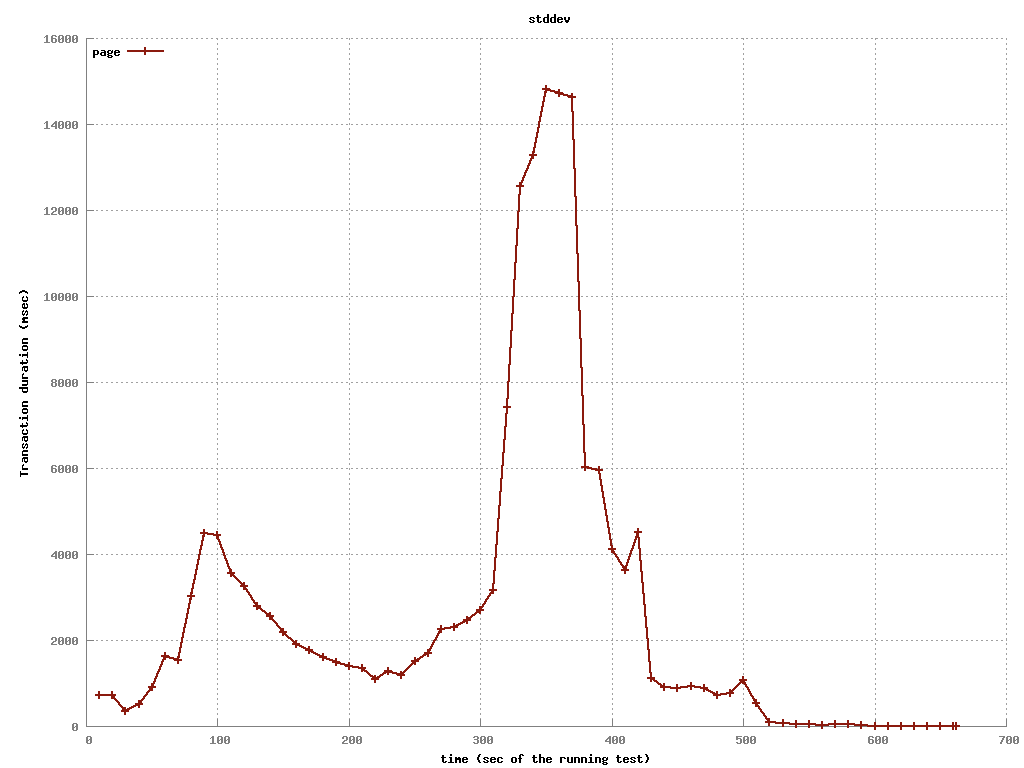 stddev
16000
page
14000
12000
10000
8000
6000
4000
2000
0
Transaction duration (msec)
0 100 200 300 400 500 600 700
time (sec of the running test)